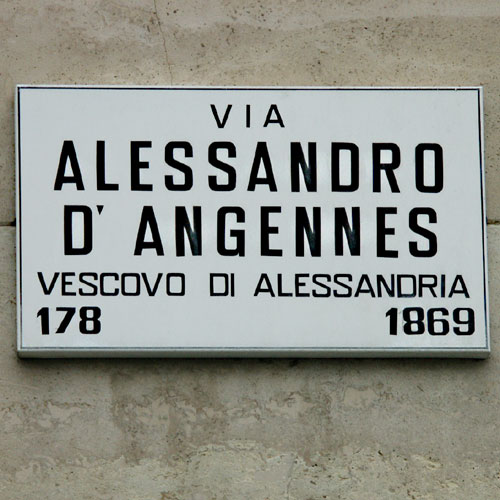 VIA
ALESSANDRO
D' ANGENNES
VESCOVO DI ALESSANDRIA
178 1869